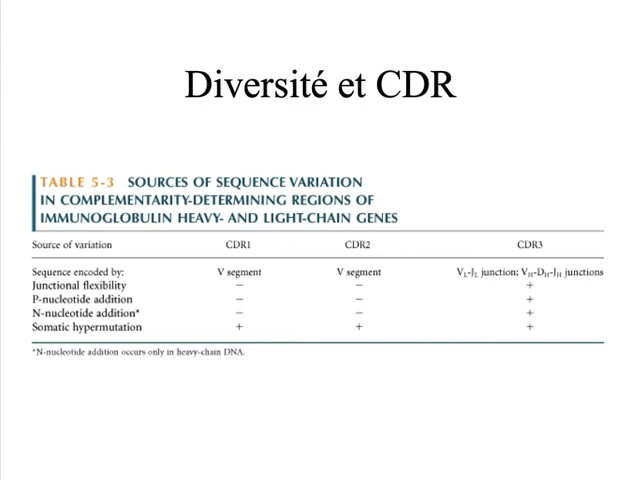 Diversité et CDR
TABLE 5-3 SOURCES OF SEQUENCE VARIATION
IN COMPLEMENTARITY-DETERMINING REGIONS OF
IMMUNOGLOBULIN HEAVY- AND LIGHT-CHAIN GENES
Source of variation CDR1 CDR2 CDR3
Sequence encoded by: V segment V segment VL-JL junction; VH-DH-JH junctions
Junctional flexibility − − +
P-nucleotide addition − − +
N-nucleotide addition* − − +
Somatic hypermutation + + +
*N-nucleotide addition occurs only in heavy-chain DNA.